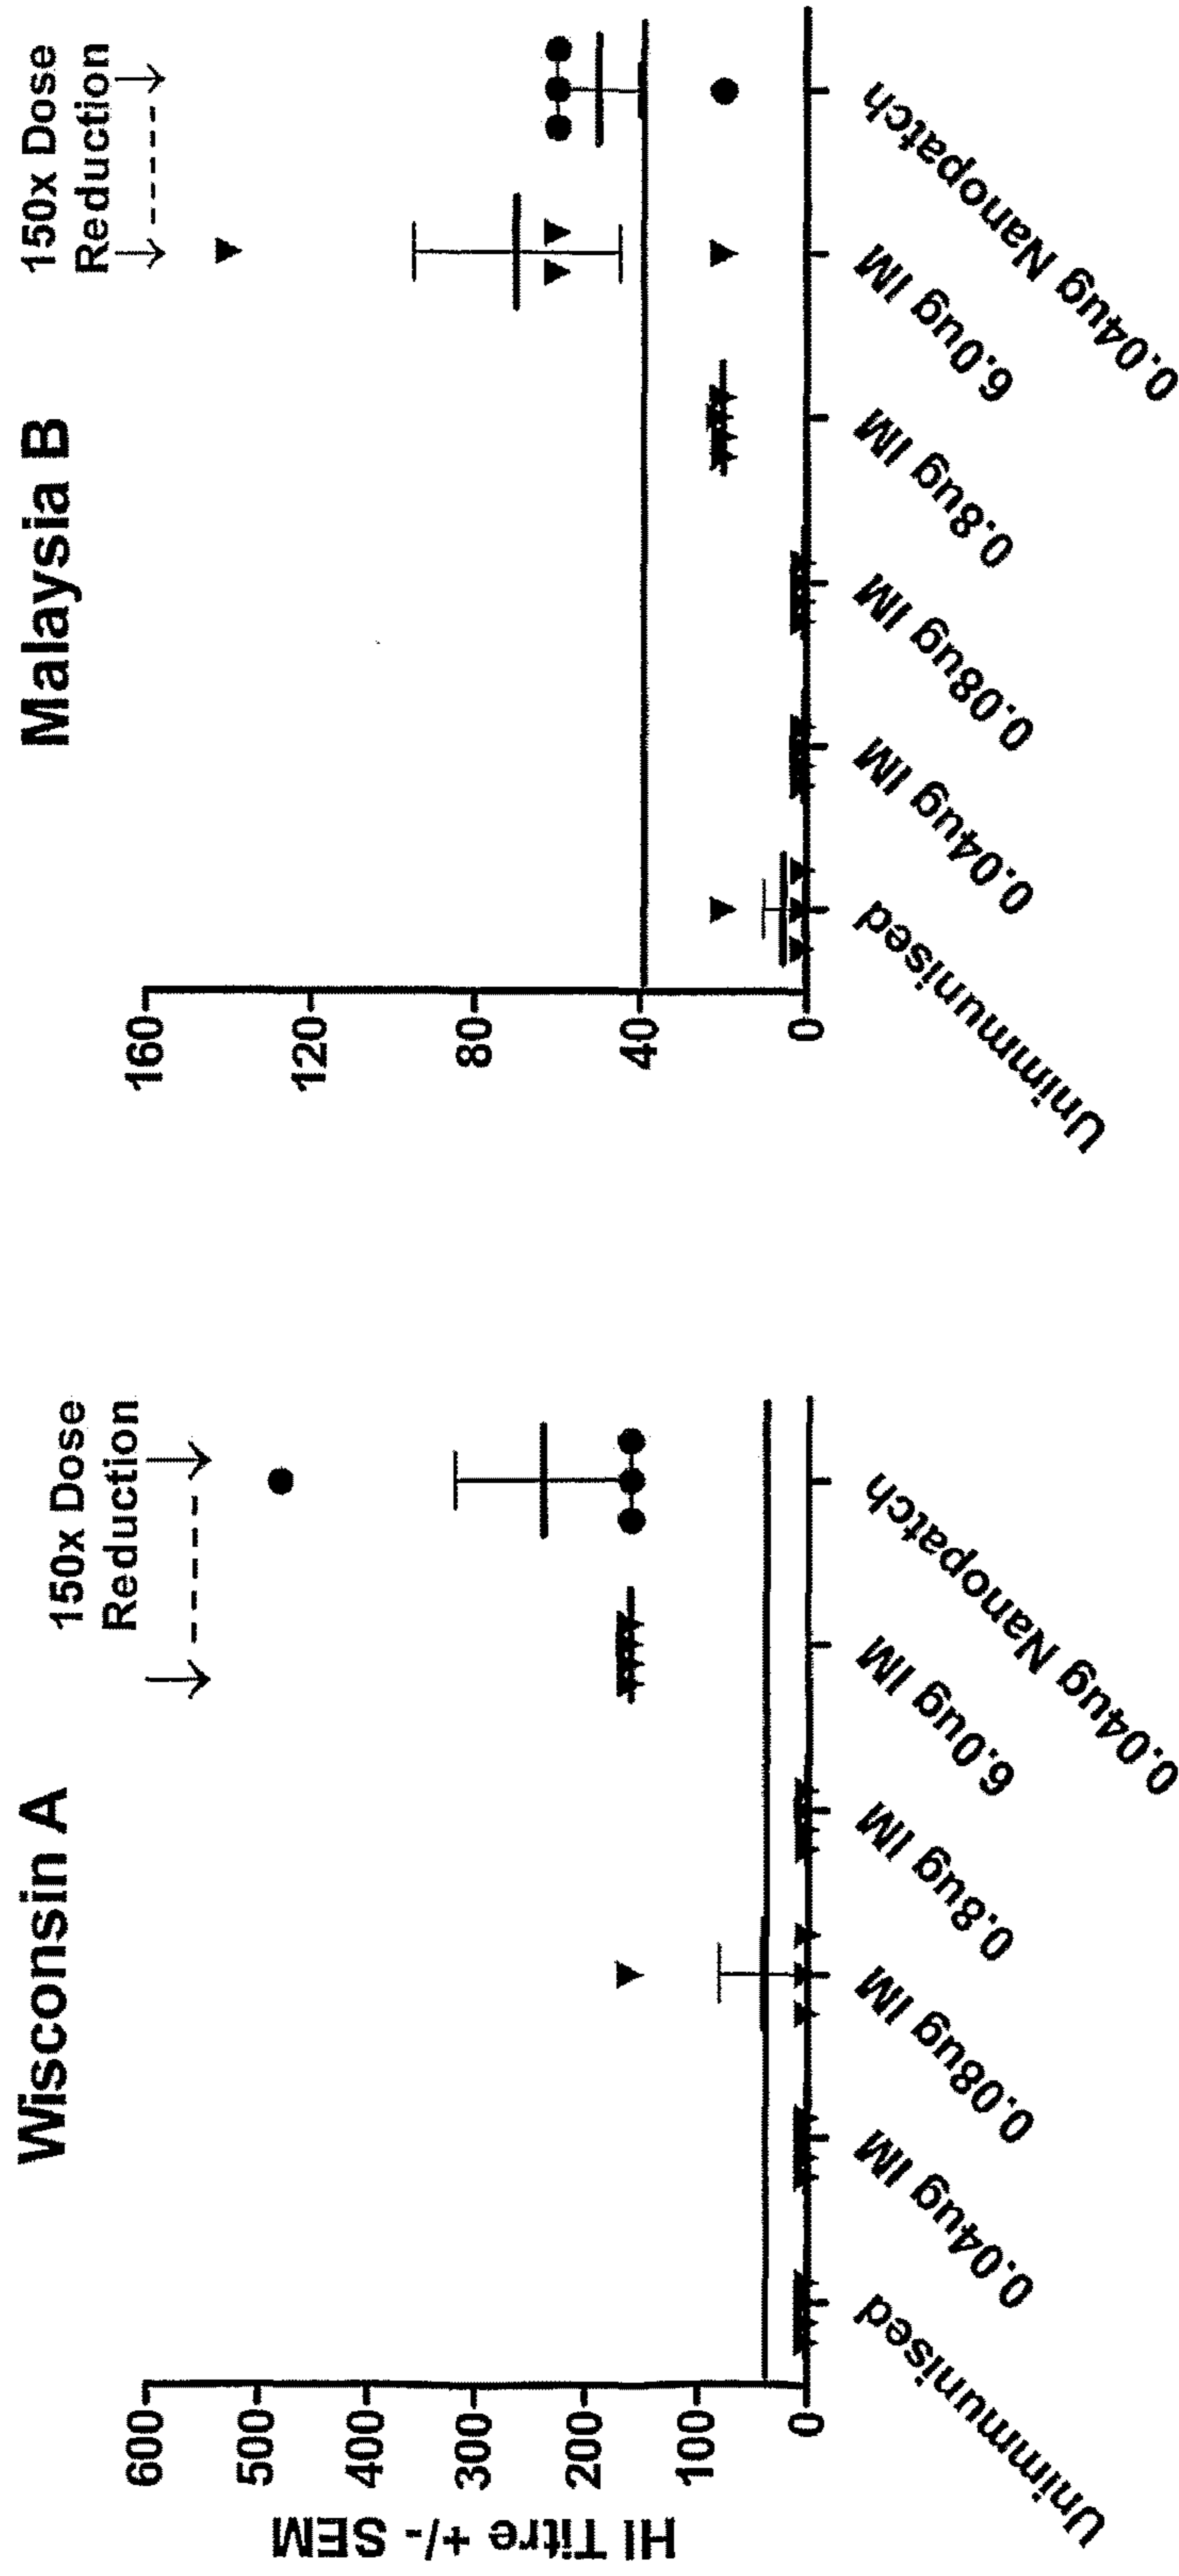 Wisconsin A
150x Dose
Reduction
HI Titre +/- SEM
600
500
400
300
200
100
0
Unimmunised
0.04ug IM
0.08ug IM
0.8ug IM
6.0ug IM
0.04ug Nanopatch
Malaysia B
150x Dose
Reduction
160
120
80
40
0
Unimmunised
0.04ug IM
0.08ug IM
0.8ug IM
6.0ug IM
0.04ug Nanopatch